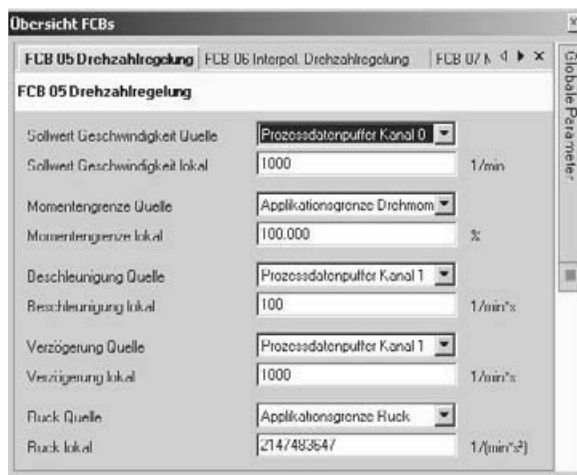 Übersicht FCBs
FCB 05 Drehzahlregelung FCB 06 Interpol. Drehzahlregelung FCB 07
FCB 05 Drehzahlregelung
Sollwert Geschwindigkeit Quelle Prozessdatenpuffer Kanal 0
Sollwert Geschwindigkeit lokal 1000 1/min
Momentengrenze Quelle Applikationsgrenze Drehmom
Momentengrenze lokal 100.000 %
Beschleunigung Quelle Prozessdatenpuffer Kanal 1
Beschleunigung lokal 100 1/min*s
Verzögerung Quelle Prozessdatenpuffer Kanal 1
Verzögerung lokal 1000 1/min*s
Ruck Quelle Applikationsgrenze Ruck
Ruck lokal 2147483647 1/(min*s²)
Globale Parameter